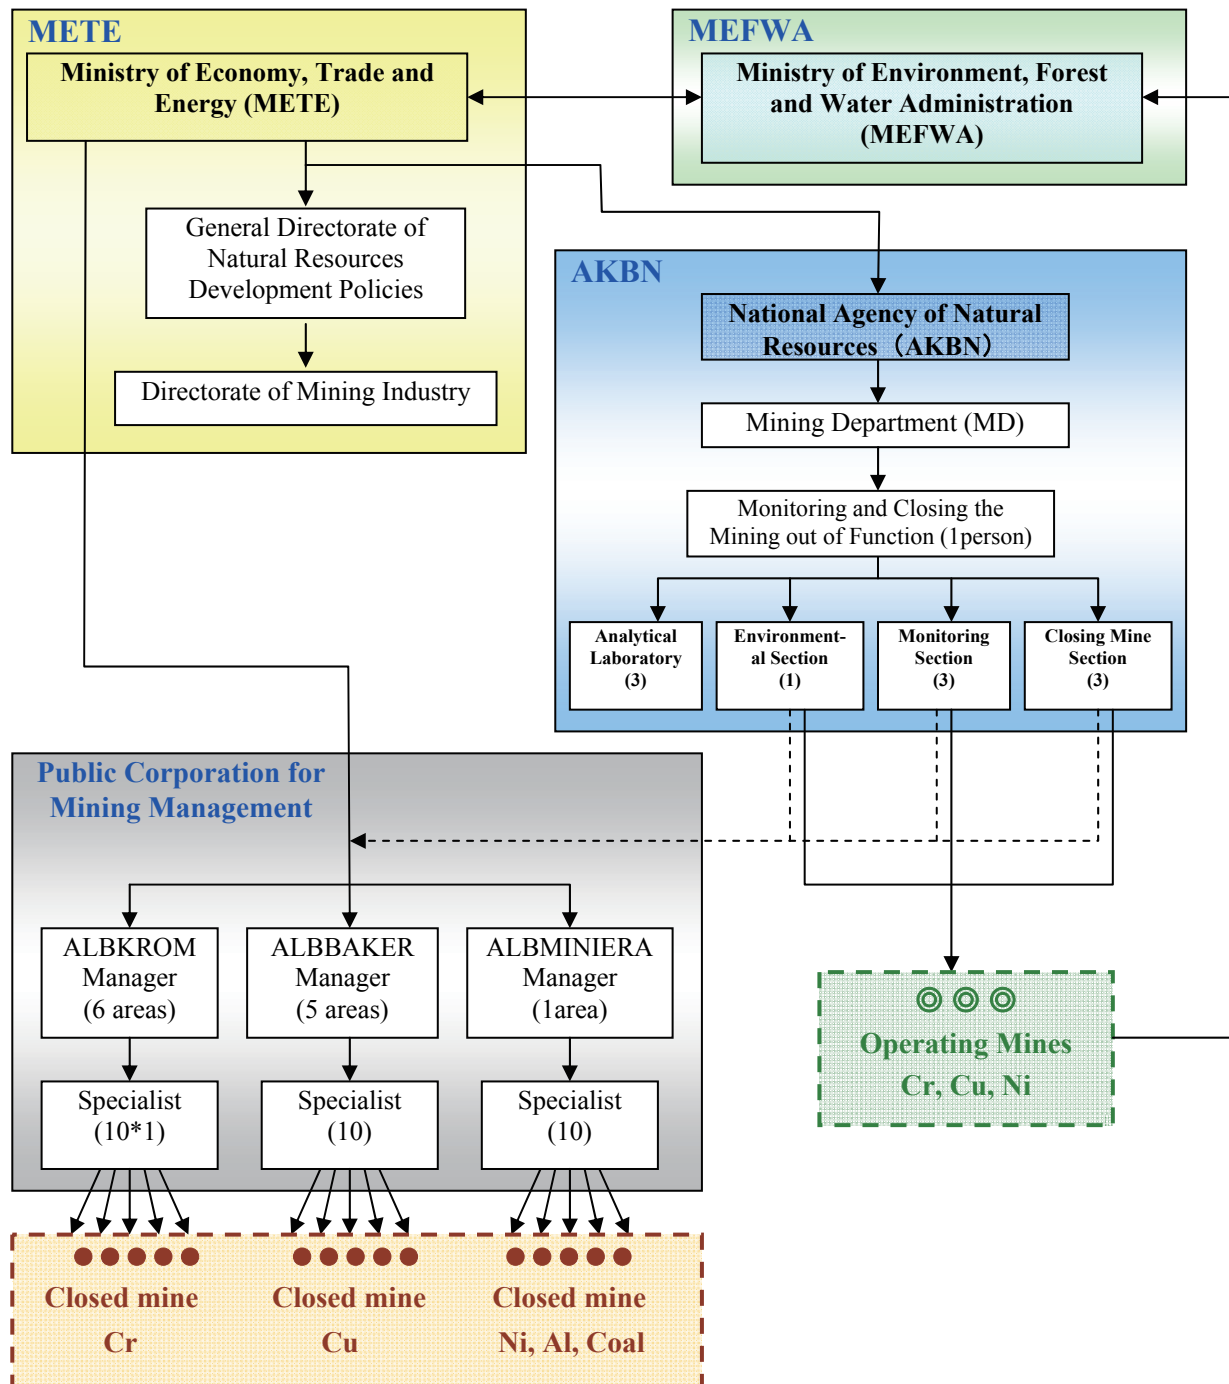 METE
Ministry of Economy, Trade and
Energy (METE)
General Directorate of
Natural Resources
Development Policies
Directorate of Mining Industry
MEFWA
Ministry of Environment, Forest
and Water Administration
(MEFWA)
AKBN
National Agency of Natural
Resources（AKBN）
Mining Department (MD)
Monitoring and Closing the
Mining out of Function (1person)
Analytical
Laboratory
(3)
Environment-
al Section
(1)
Monitoring
Section
(3)
Closing Mine
Section
(3)
Public Corporation for
Mining Management
ALBKROM
Manager
(6 areas)
ALBBAKER
Manager
(5 areas)
ALBMINIERA
Manager
(1area)
Specialist
(10*1)
Specialist
(10)
Specialist
(10)
Operating Mines
Cr, Cu, Ni
Closed mine
Cr
Closed mine
Cu
Closed mine
Ni, Al, Coal